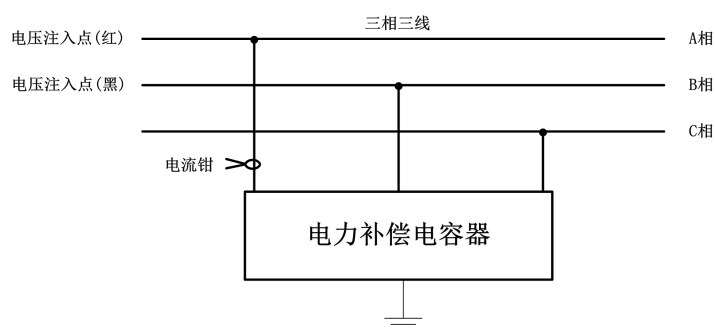 三相三线
电压注入点(红) A相
电压注入点(黑) B相
C相
电流钳
电力补偿电容器